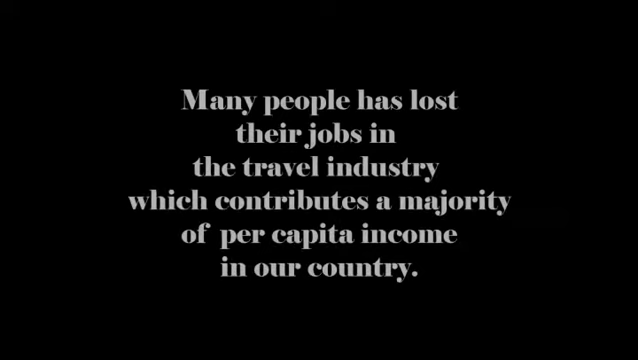 Many people has lost
their jobs in
the travel industry
which contributes a majority
of per capita income
in our country.